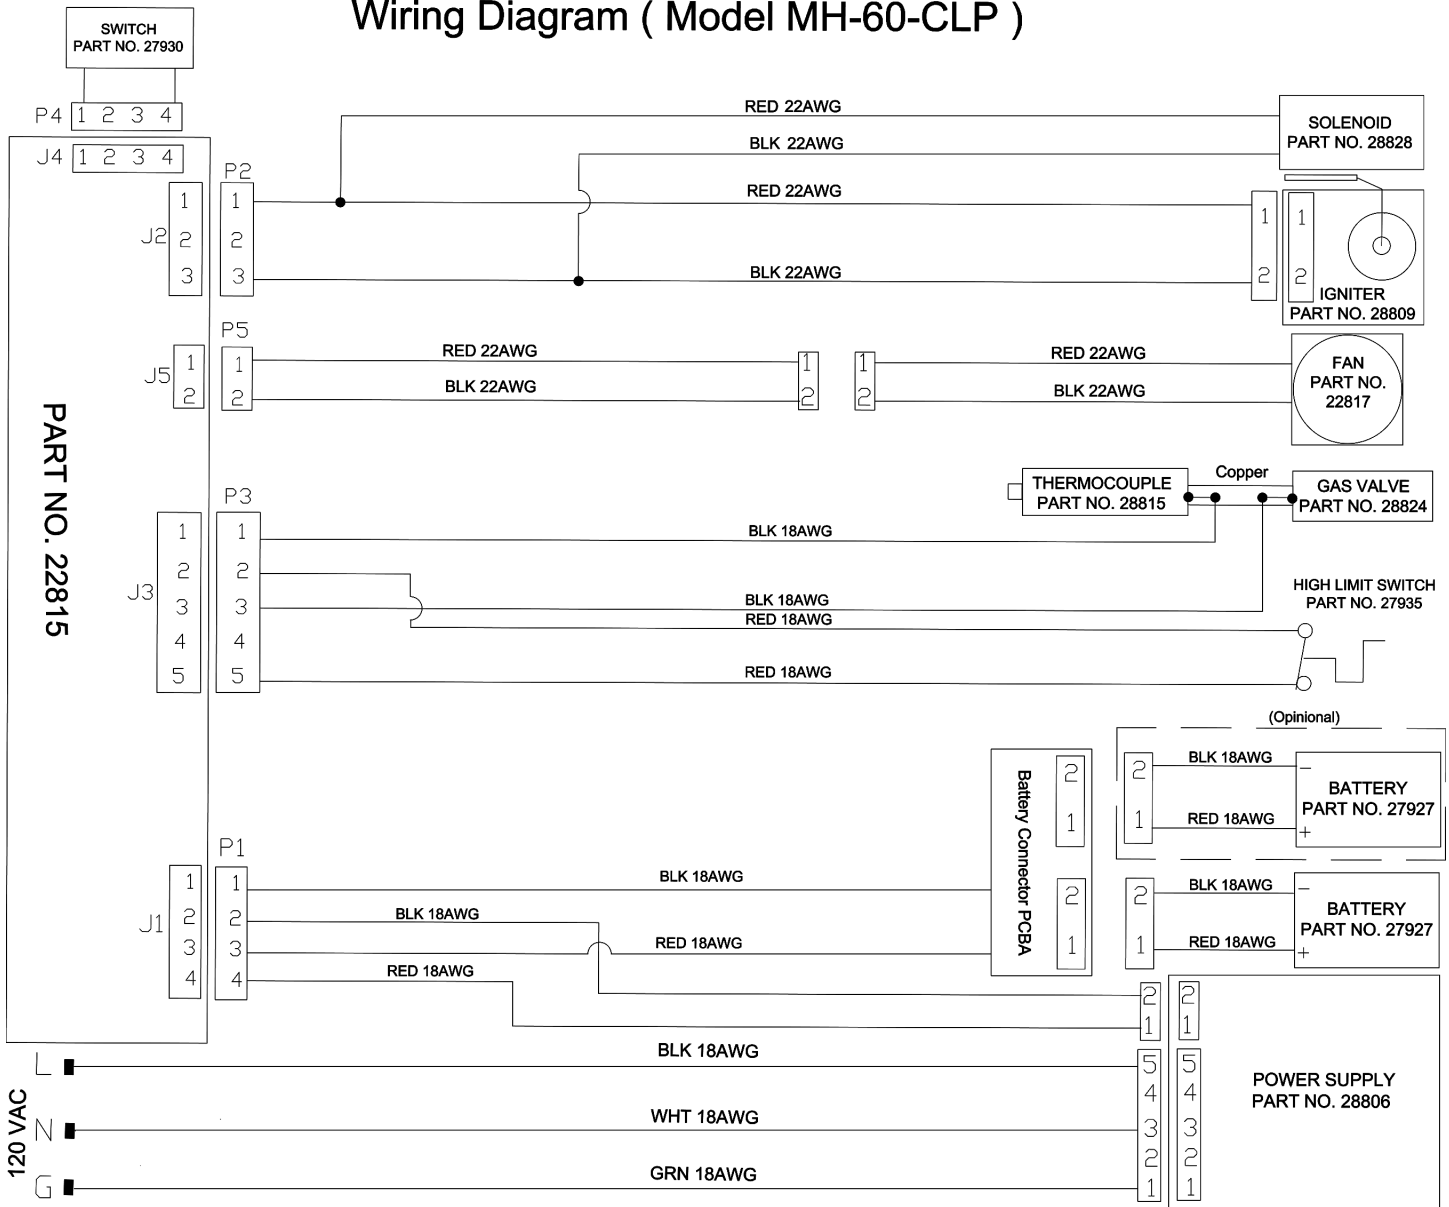 Wiring Diagram ( Model MH-60-CLP )
SWITCH
PART NO. 27930
P4 1 2 3 4
J4 1 2 3 4
PART NO. 22815
J2 1 2 3
P2 1 2 3
RED 22AWG
BLK 22AWG
RED 22AWG
BLK 22AWG
SOLENOID
PART NO. 28828
1 2
1 2
IGNITER
PART NO. 28809
J5 1 2
P5 1 2
RED 22AWG
BLK 22AWG
1 2
1 2
RED 22AWG
BLK 22AWG
FAN
PART NO.
22817
J3 1 2 3 4 5
P3 1 2 3 4 5
THERMOCOUPLE
PART NO. 28815
Copper
GAS VALVE
PART NO. 28824
BLK 18AWG
BLK 18AWG
RED 18AWG
RED 18AWG
HIGH LIMIT SWITCH
PART NO. 27935
(Opinional)
Battery Connector PCBA
2 1
2 1
2 1
BLK 18AWG
RED 18AWG
− +
BATTERY
PART NO. 27927
2 1
BLK 18AWG
RED 18AWG
− +
BATTERY
PART NO. 27927
J1 1 2 3 4
P1 1 2 3 4
BLK 18AWG
BLK 18AWG
RED 18AWG
RED 18AWG
2 1
2 1
5 4 3 2 1
5 4 3 2 1
POWER SUPPLY
PART NO. 28806
120 VAC
L
BLK 18AWG
N
WHT 18AWG
G
GRN 18AWG